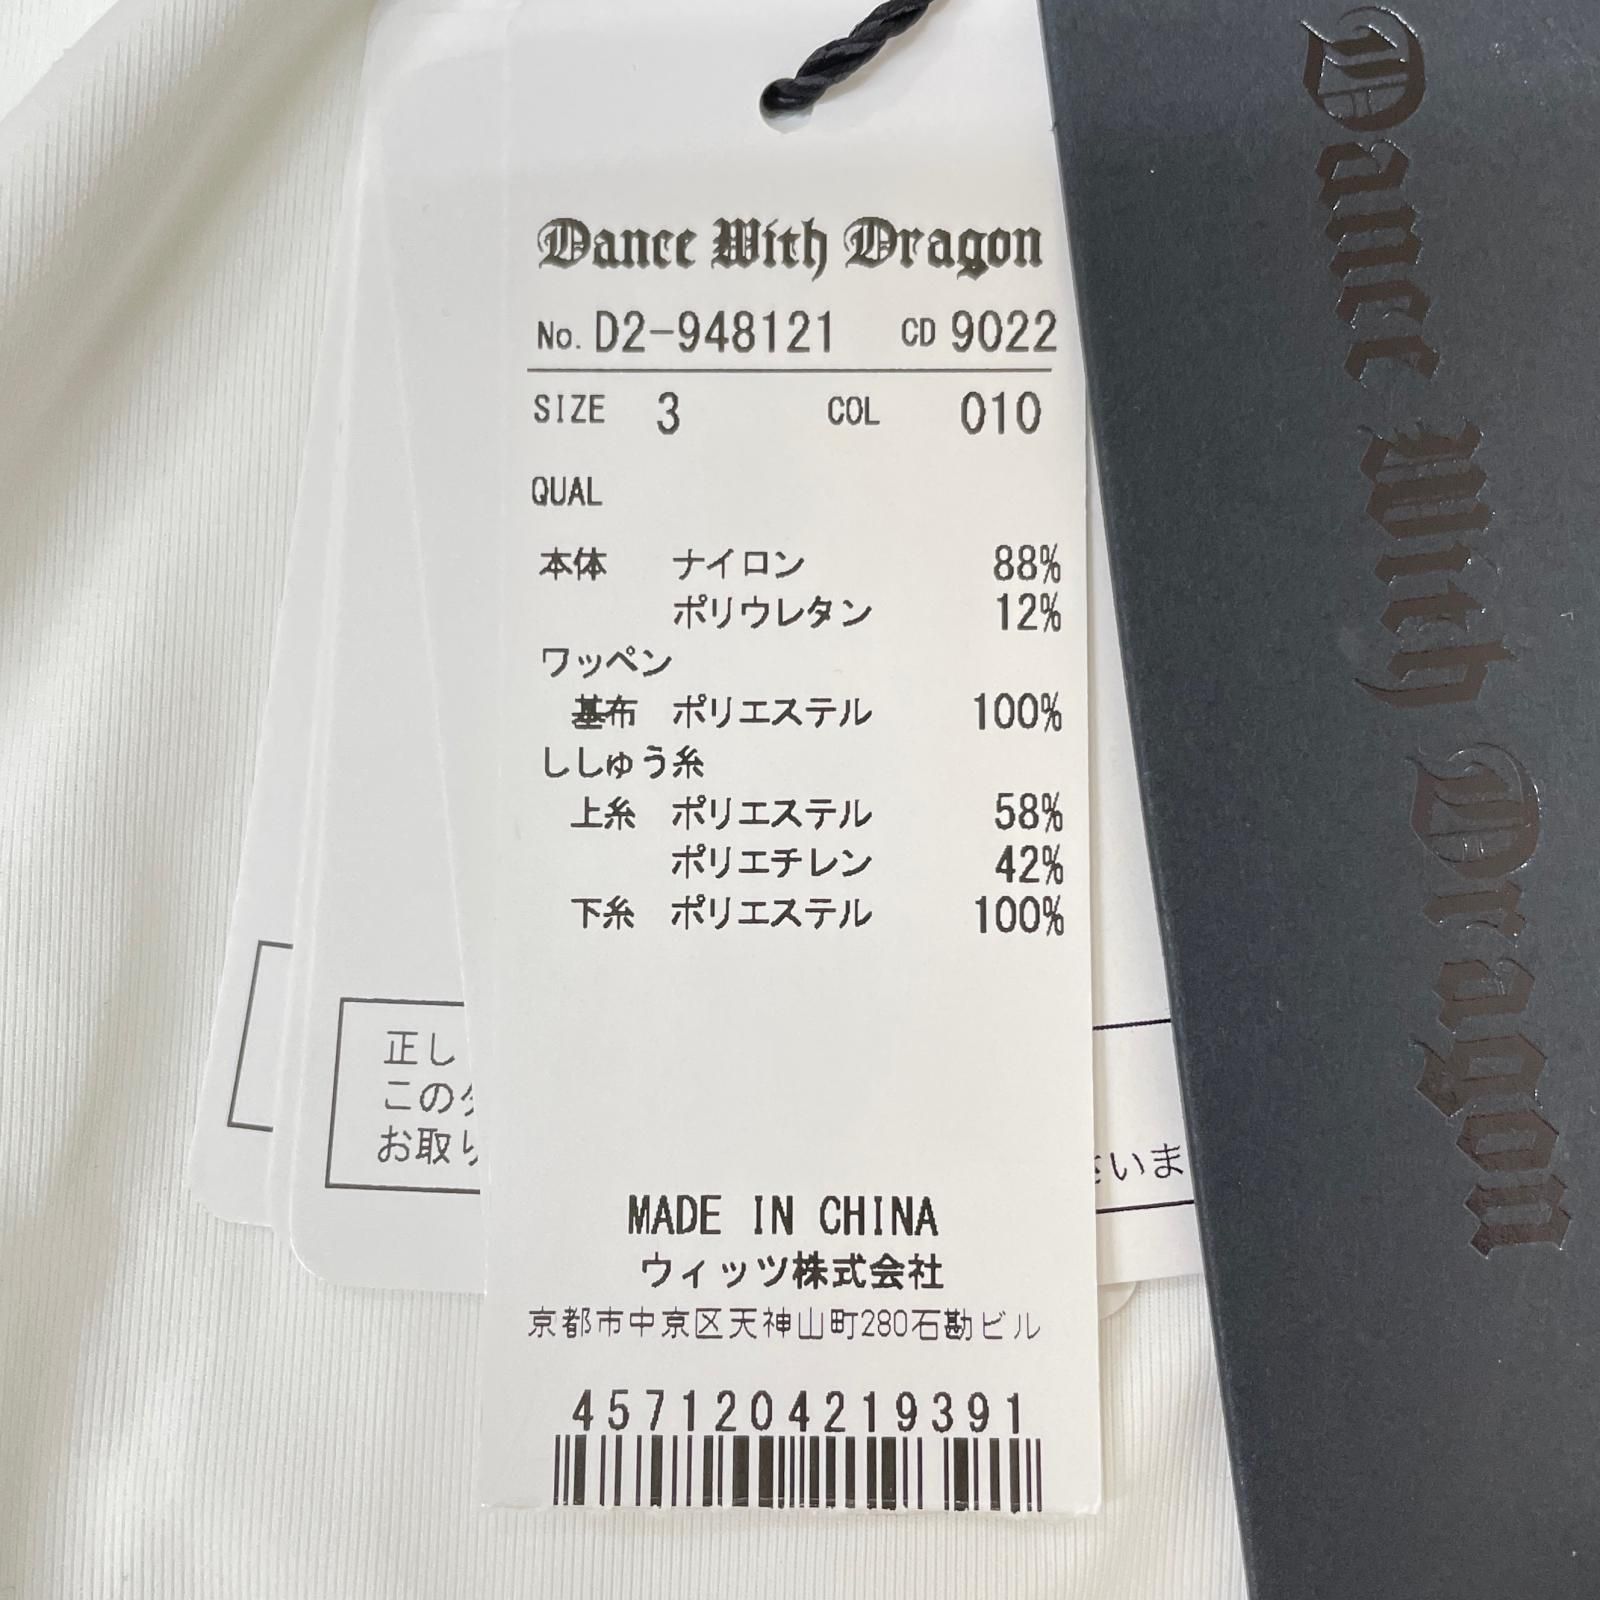 Dance With Dragon
No. D2-948121 CD 9022
SIZE 3 COL 010
QUAL
本体 ナイロン 88%
ポリウレタン 12%
ワッペン
基布 ポリエステル 100%
ししゅう糸
上糸 ポリエステル 58%
ポリエチレン 42%
下糸 ポリエステル 100%
MADE IN CHINA
ウィッツ株式会社
京都市中京区天神山町280石勘ビル
4571204219391
正し
この
お取り
いま
Dance With Dragon